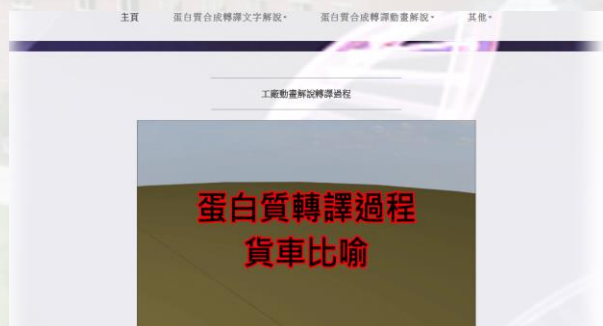 主頁 蛋白質合成轉譯文字解說 蛋白質合成轉譯動畫解說 其他
工廠動畫解說轉譯過程
蛋白質轉譯過程
貨車比喻